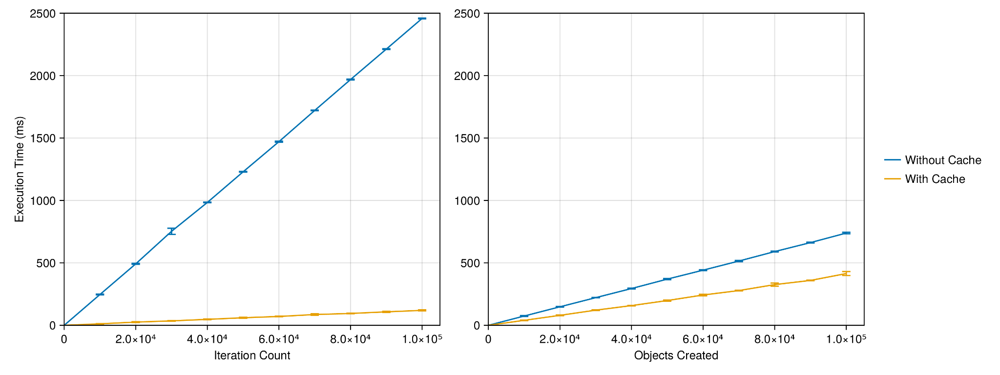 Execution Time (ms)
2500
2000
1500
1000
500
0
0 2.0×10⁴ 4.0×10⁴ 6.0×10⁴ 8.0×10⁴ 1.0×10⁵
Iteration Count
2500
2000
1500
1000
500
0
0 2.0×10⁴ 4.0×10⁴ 6.0×10⁴ 8.0×10⁴ 1.0×10⁵
Objects Created
Without Cache
With Cache